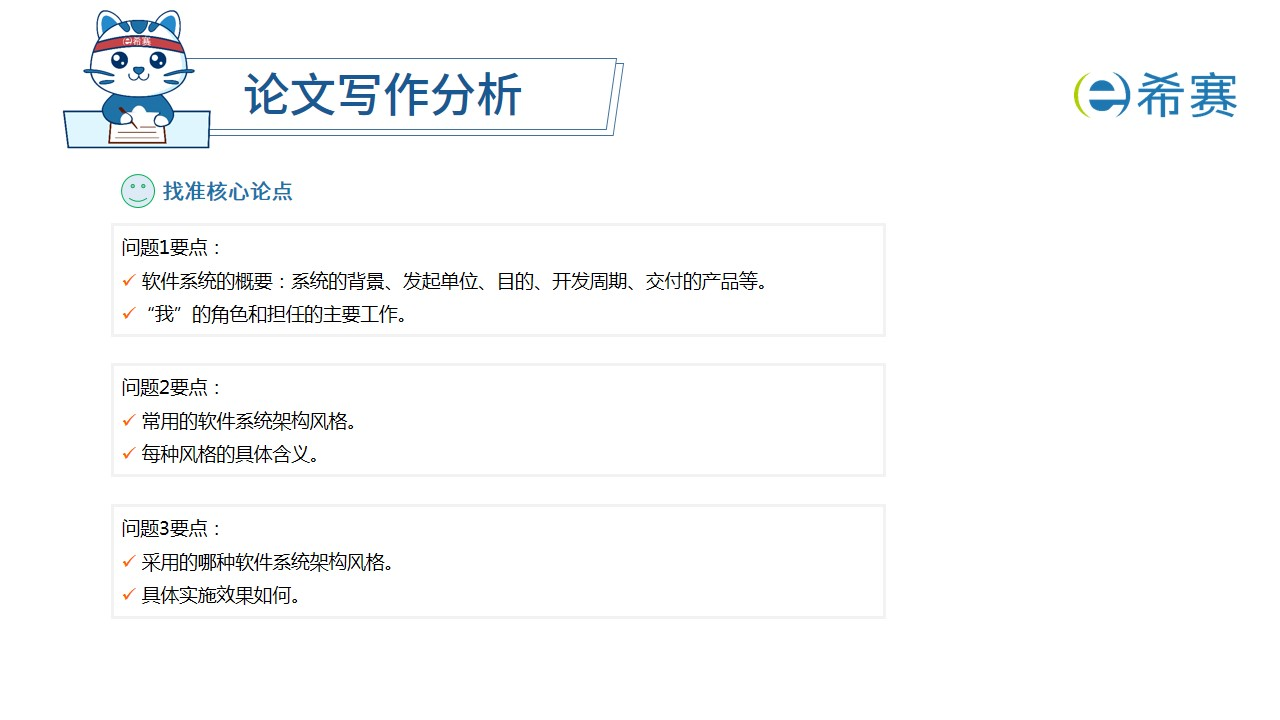 希赛
论文写作分析
希赛
找准核心论点
问题1要点：
软件系统的概要：系统的背景、发起单位、目的、开发周期、交付的产品等。
“我”的角色和担任的主要工作。
问题2要点：
常用的软件系统架构风格。
每种风格的具体含义。
问题3要点：
采用的哪种软件系统架构风格。
具体实施效果如何。